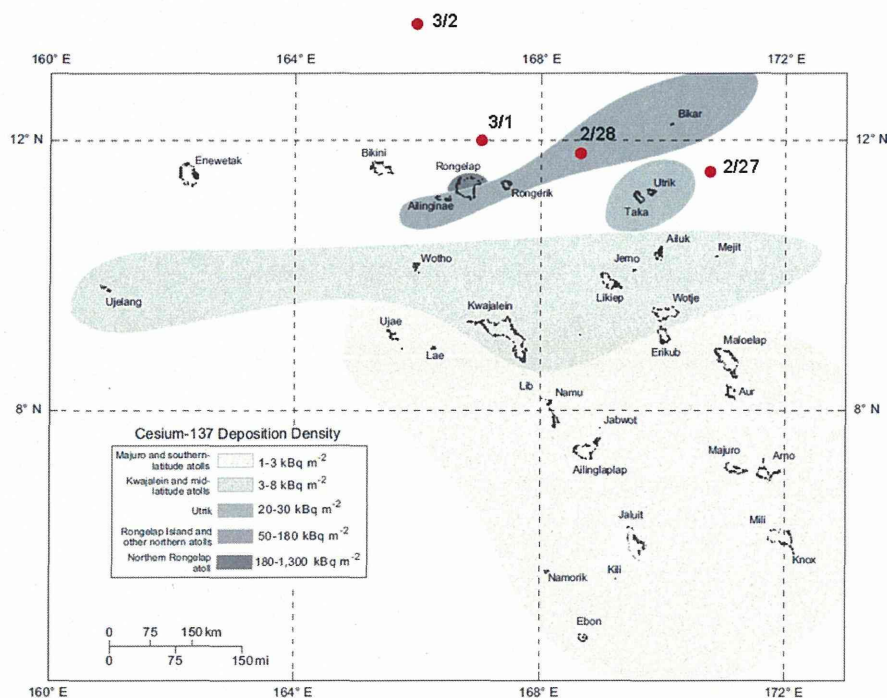 3/2
160° E
164°
168°
172° E
3/1
2/28
Bikar
12° N
12° N
2/27
Enewetak
Bikini
Rongelap
Utrik
Ailinginae
Rongerik
Taka
Ailuk
Mejit
Wotho
Jemo
Ujelang
Likiep
Wotje
Kwajalein
Ujae
Erikub
Maloelap
Lae
Lib
Aur
Namu
8° N
8° N
Jabwot
Cesium-137 Deposition Density
Majuro and southern-
latitude atolls
1-3 kBq m-2
Kwajalein and mid-
latitude atolls
3-8 kBq m-2
Utrik
20-30 kBq m-2
Rongelap Island and
other northern atolls
50-180 kBq m-2
Northern Rongelap
atoll
180-1,300 kBq m-2
Ailinglaplap
Majuro
Arno
Jaluit
Mili
Knox
Namorik
Kili
Ebon
0 75 150 km
0 75 150 mi
160° E
164°
168°
172° E